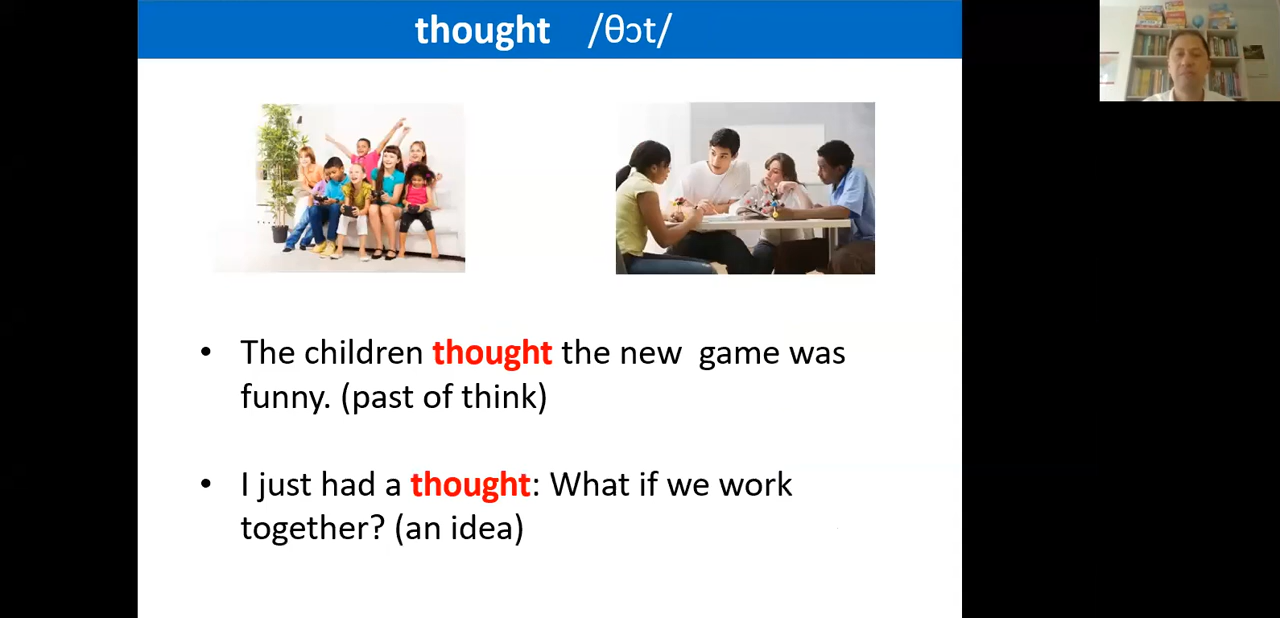 thought /θɔt/
• The children thought the new  game was
funny. (past of think)
• I just had a thought: What if we work
together? (an idea)